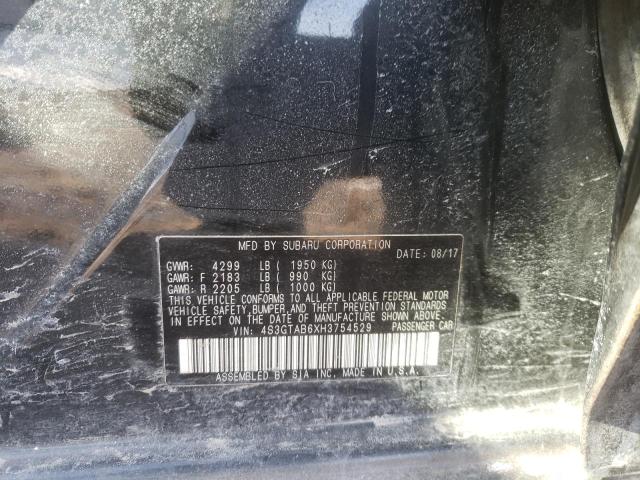 MFD BY SUBARU CORPORATION
DATE: 08/17
GVWR: 4299 LB ( 1950 KG)
GAWR: F 2183 LB ( 990 KG)
GAWR: R 2205 LB ( 1000 KG)
THIS VEHICLE CONFORMS TO ALL APPLICABLE FEDERAL MOTOR
VEHICLE SAFETY,BUMPER,AND THEFT PREVENTION STANDARDS
IN EFFECT ON THE DATE OF MANUFACTURE SHOWN ABOVE.
VIN: 4S3GTAB6XH3754529 PASSENGER CAR
ASSEMBLED BY SIA INC. MADE IN U.S.A.